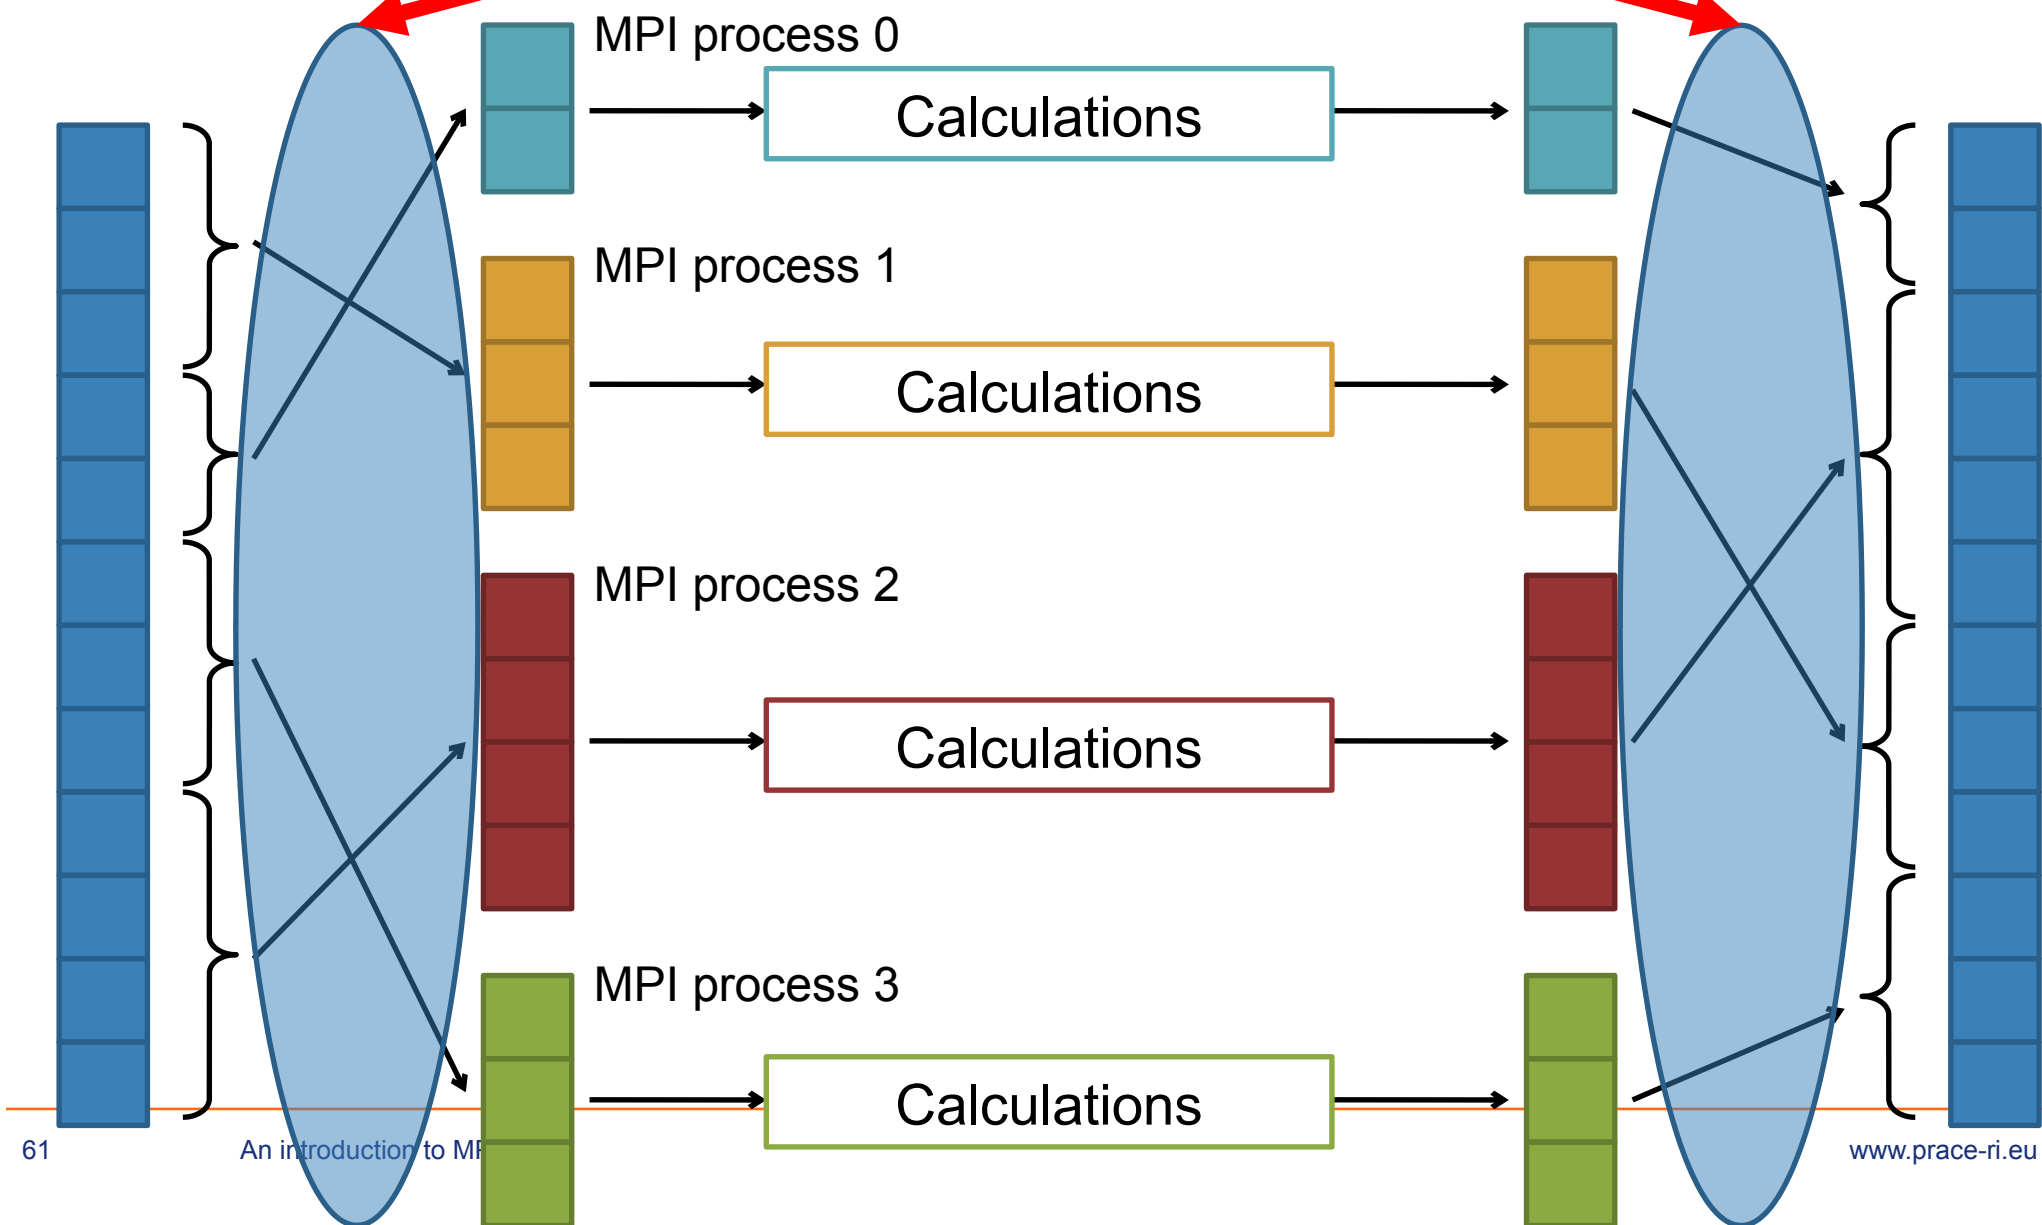 MPI process 0
Calculations
MPI process 1
Calculations
MPI process 2
Calculations
MPI process 3
Calculations
61
An introduction to
www.prace-ri.eu